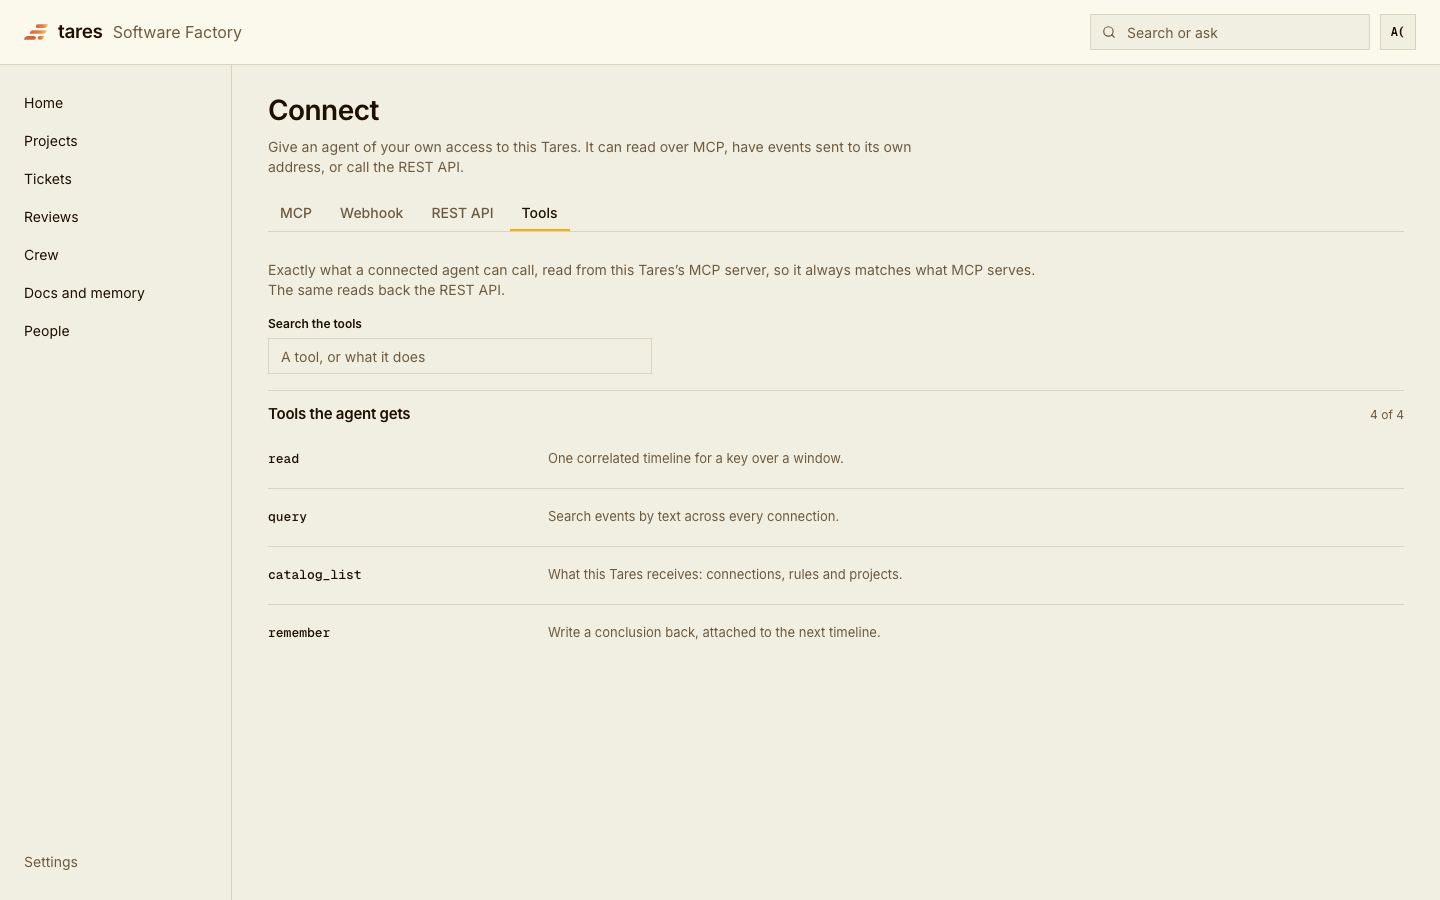 tares Software Factory
Search or ask
A(
Home
Projects
Tickets
Reviews
Crew
Docs and memory
People
Settings
Connect
Give an agent of your own access to this Tares. It can read over MCP, have events sent to its own
address, or call the REST API.
MCP Webhook REST API Tools
Exactly what a connected agent can call, read from this Tares’s MCP server, so it always matches what MCP serves.
The same reads back the REST API.
Search the tools
A tool, or what it does
Tools the agent gets 4 of 4
read One correlated timeline for a key over a window.
query Search events by text across every connection.
catalog_list What this Tares receives: connections, rules and projects.
remember Write a conclusion back, attached to the next timeline.